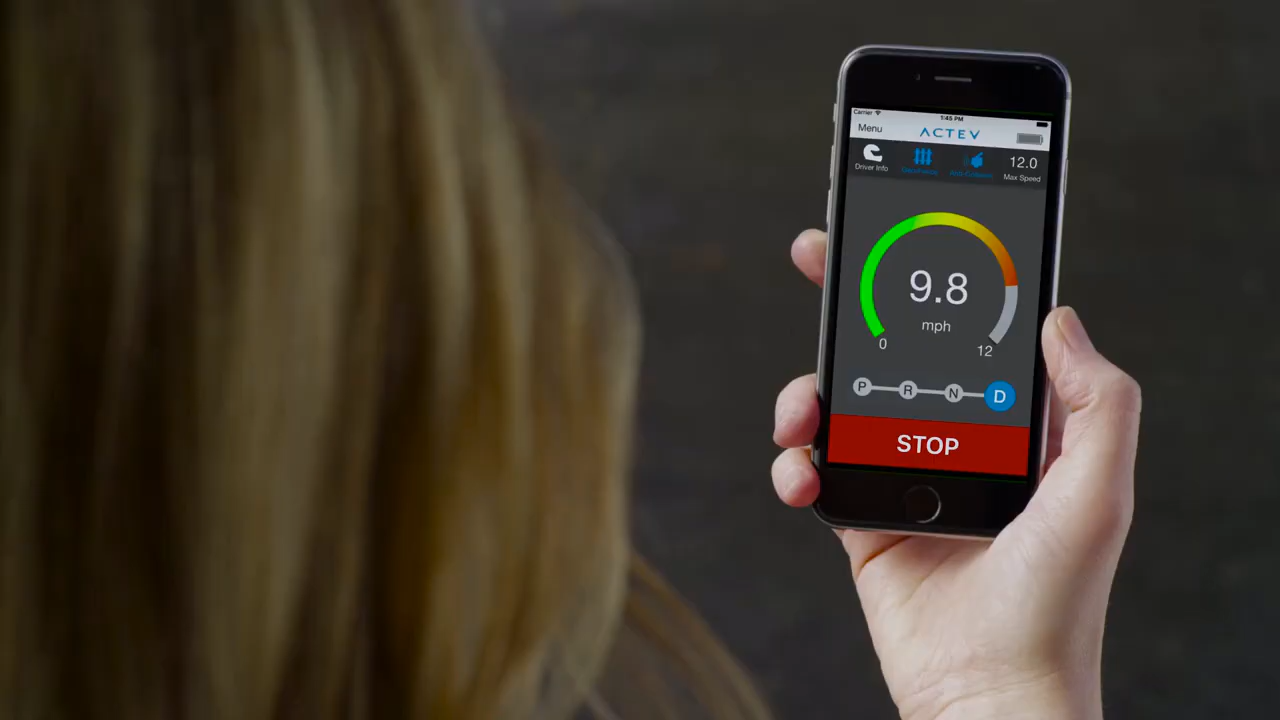 Carrier
1:45 PM
Menu
ACTEV
12.0
Driver Info
Max Speed
9.8
mph
0
12
P
R
N
D
STOP